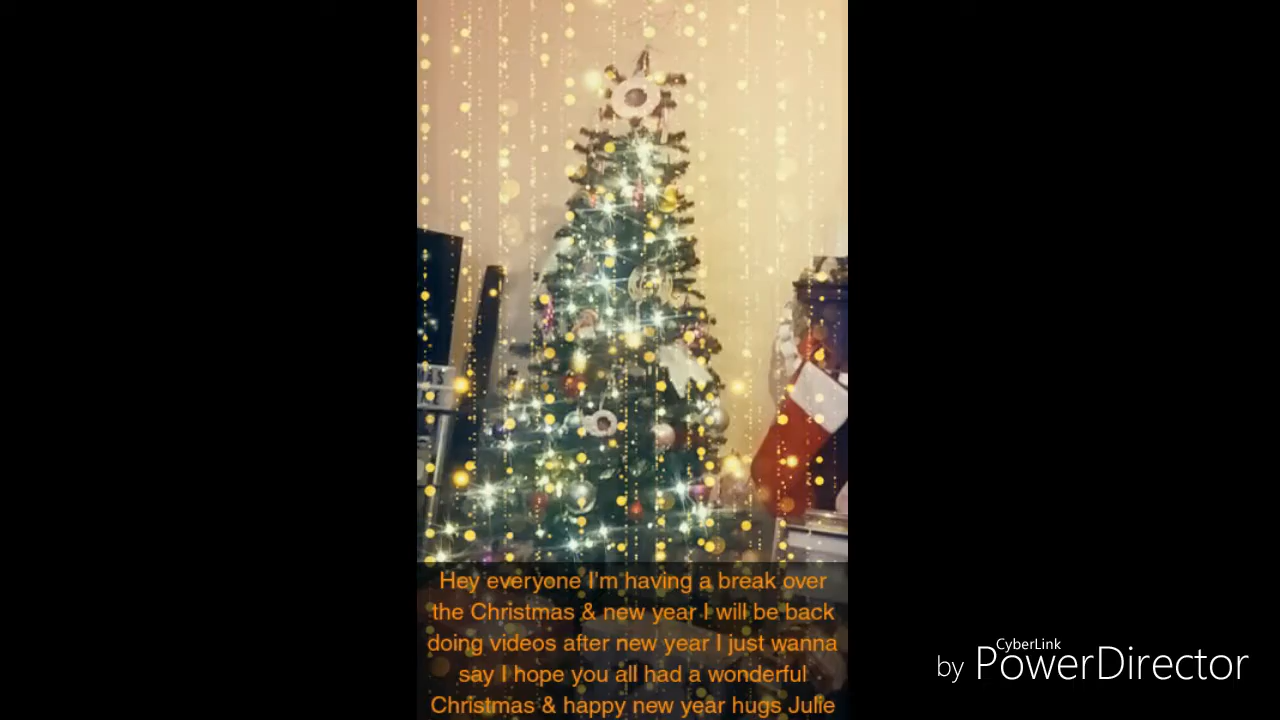 Hey everyone I'm having a break over
the Christmas & new year I will be back
doing videos after new year I just wanna
say I hope you all had a wonderful
Christmas & happy new year hugs Julie
CyberLink
by PowerDirector